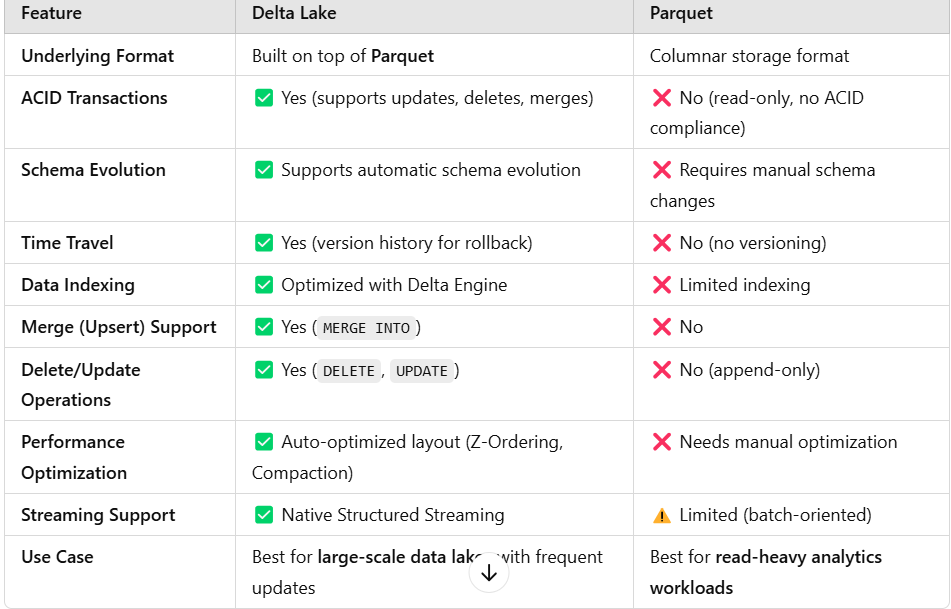 Feature Delta Lake Parquet
Underlying Format Built on top of Parquet Columnar storage format
ACID Transactions ✅ Yes (supports updates, deletes, merges) ❌ No (read-only, no ACID
compliance)
Schema Evolution ✅ Supports automatic schema evolution ❌ Requires manual schema
changes
Time Travel ✅ Yes (version history for rollback) ❌ No (no versioning)
Data Indexing ✅ Optimized with Delta Engine ❌ Limited indexing
Merge (Upsert) Support ✅ Yes (MERGE INTO) ❌ No
Delete/Update ✅ Yes (DELETE, UPDATE) ❌ No (append-only)
Operations
Performance ✅ Auto-optimized layout (Z-Ordering, ❌ Needs manual optimization
Optimization Compaction)
Streaming Support ✅ Native Structured Streaming ⚠️ Limited (batch-oriented)
Use Case Best for large-scale data with frequent Best for read-heavy analytics
updates workloads